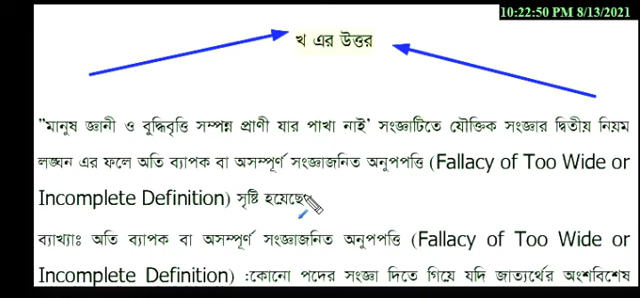 10:22:50 PM 8/13/2021
খ এর উত্তর
"মানুষ জ্ঞানী ও বুদ্ধিবৃত্তি সম্পন্ন প্রাণী যার পাখা নাই' সংজ্ঞাটিতে যৌক্তিক সংজ্ঞার দ্বিতীয় নিয়ম
লঙ্ঘন এর ফলে অতি ব্যাপক বা অসম্পূর্ণ সংজ্ঞাজনিত অনুপপত্তি (Fallacy of Too Wide or
Incomplete Definition) সৃষ্টি হয়েছে
ব্যাখ্যাঃ অতি ব্যাপক বা অসম্পূর্ণ সংজ্ঞাজনিত অনুপপত্তি (Fallacy of Too Wide or
Incomplete Definition) :কোনো পদের সংজ্ঞা দিতে গিয়ে যদি জাত্যর্থের অংশবিশেষ